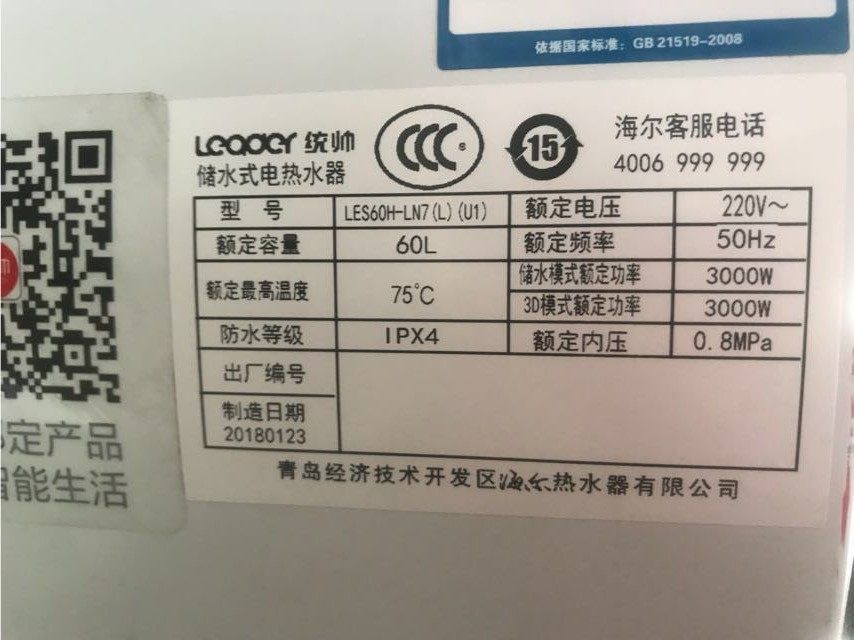 依据国家标准：GB 21519-2008
Leader 统帅
CCC
15
海尔客服电话
4006 999 999
储水式电热水器
型号 LES60H-LN7(L)(U1) 额定电压 220V～
额定容量 60L 额定频率 50Hz
额定最高温度 75℃ 储水模式额定功率 3000W
3D模式额定功率 3000W
防水等级 IPX4 额定内压 0.8MPa
出厂编号
制造日期
20180123
青岛经济技术开发区海尔热水器有限公司
定产品
智能生活